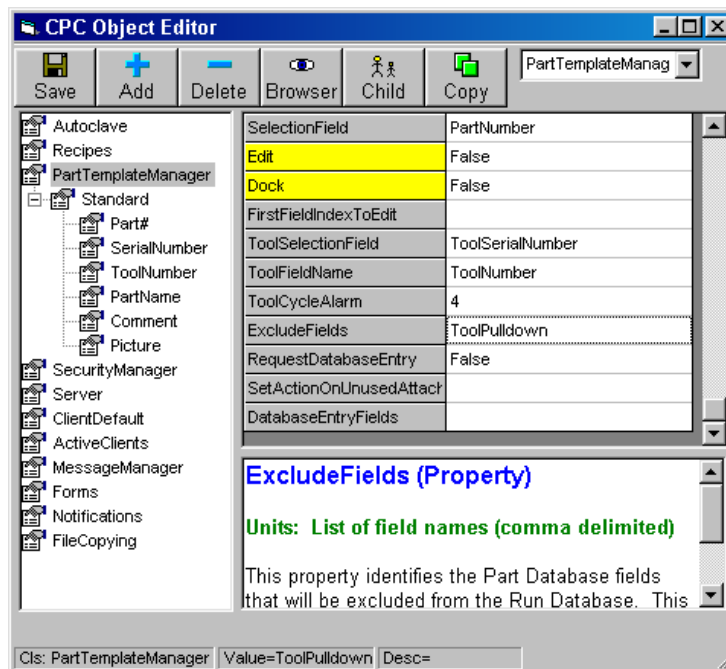 CPC Object Editor
Save Add Delete Browser Child Copy PartTemplateManag
Autoclave
Recipes
PartTemplateManager
Standard
Part#
SerialNumber
ToolNumber
PartName
Comment
Picture
SecurityManager
Server
ClientDefault
ActiveClients
MessageManager
Forms
Notifications
FileCopying
SelectionField PartNumber
Edit False
Dock False
FirstFieldIndexToEdit
ToolSelectionField ToolSerialNumber
ToolFieldName ToolNumber
ToolCycleAlarm 4
ExcludeFields ToolPulldown
RequestDatabaseEntry False
SetActionOnUnusedAttach
DatabaseEntryFields
ExcludeFields (Property)
Units: List of field names (comma delimited)
This property identifies the Part Database fields
that will be excluded from the Run Database. This
Cls: PartTemplateManager Value=ToolPulldown Desc=